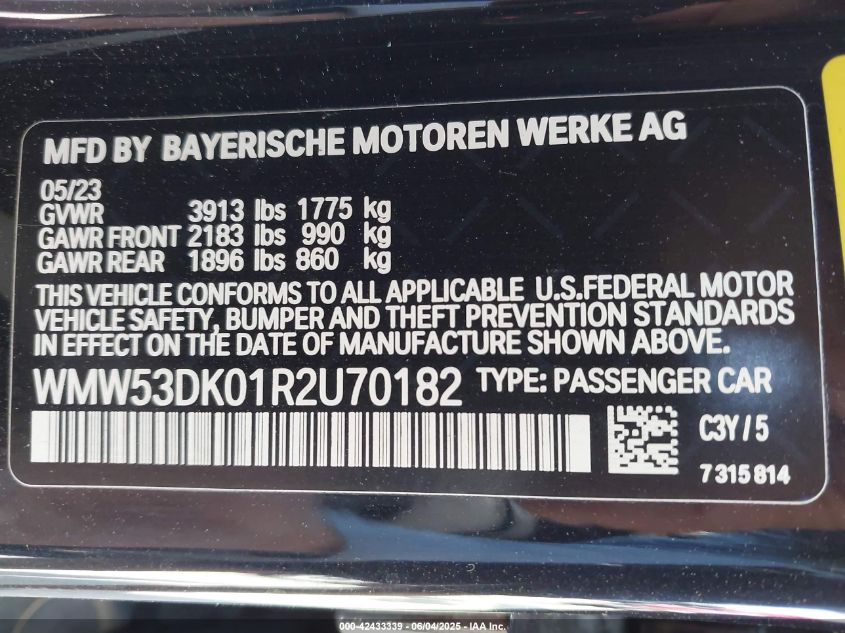 MFD BY BAYERISCHE MOTOREN WERKE AG
05/23
GVWR 3913 lbs 1775 kg
GAWR FRONT 2183 lbs 990 kg
GAWR REAR 1896 lbs 860 kg
THIS VEHICLE CONFORMS TO ALL APPLICABLE U.S.FEDERAL MOTOR
VEHICLE SAFETY, BUMPER AND THEFT PREVENTION STANDARDS
IN EFFECT ON THE DATE OF MANUFACTURE SHOWN ABOVE.
WMW53DK01R2U70182 TYPE: PASSENGER CAR
C3Y/5
7315814
000-42433339 - 06/04/2025 - IAA Inc.